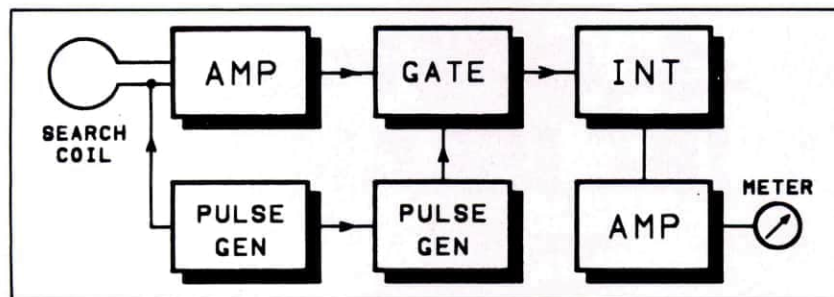 AMP
GATE
INT
SEARCH
COIL
PULSE
GEN
PULSE
GEN
AMP
METER